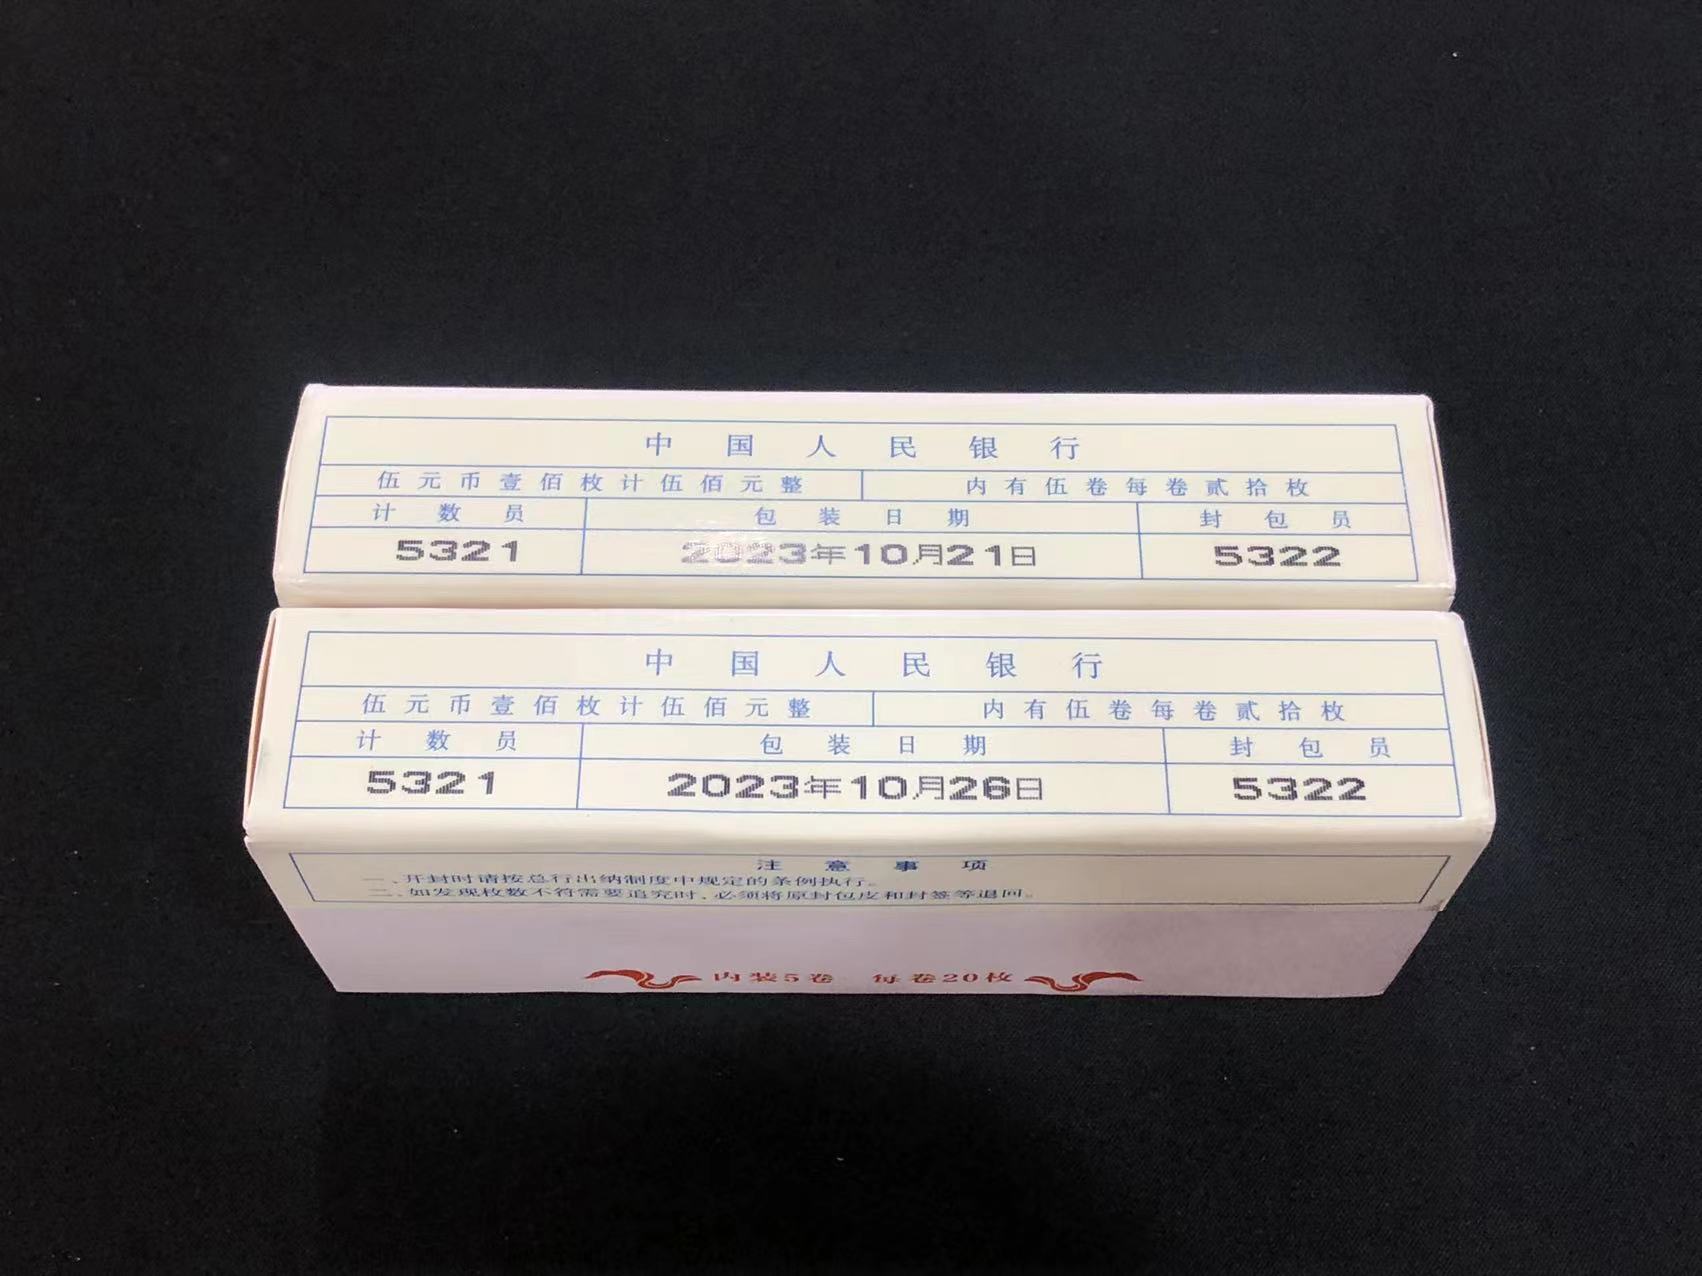 中国人民银行
伍元币壹佰枚计伍佰元整 内有伍卷每卷贰拾枚
计数员 包装日期 封包员
5321 2023年10月21日 5322
中国人民银行
伍元币壹佰枚计伍佰元整 内有伍卷每卷贰拾枚
计数员 包装日期 封包员
5321 2023年10月26日 5322
注意事项
一、开封时请按总行出纳制度中规定的条例执行。
二、如发现枚数不符需要追究时、必须将原封包皮和封签等退回。
内装5卷 每卷20枚